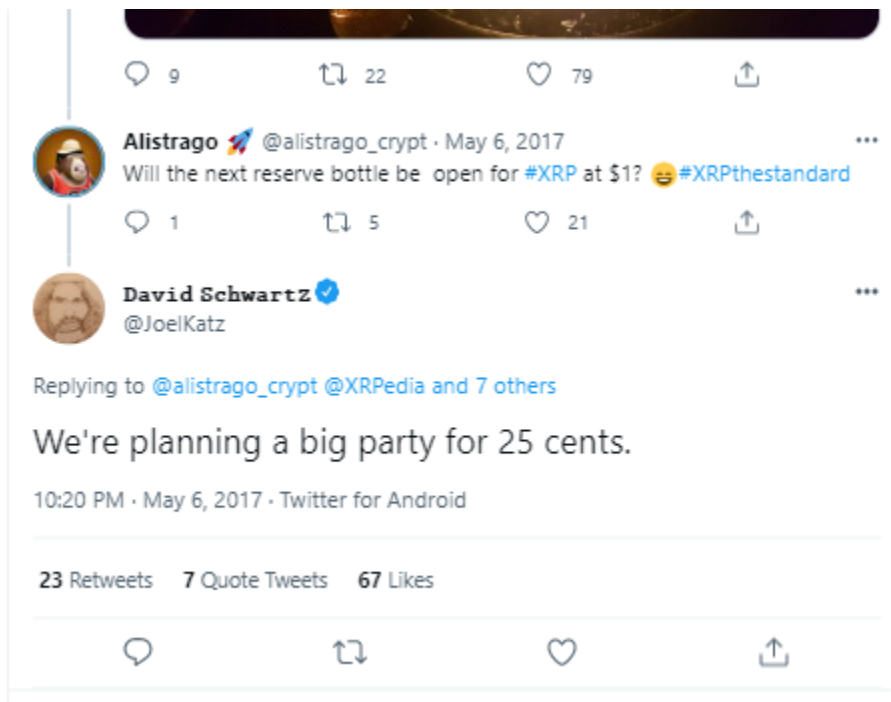 9 22 79
Alistrago 🚀 @alistrago_crypt · May 6, 2017
Will the next reserve bottle be open for #XRP at $1? 😄#XRPthestandard
1 5 21
David Schwartz
@JoelKatz
Replying to @alistrago_crypt @XRPedia and 7 others
We're planning a big party for 25 cents.
10:20 PM · May 6, 2017 · Twitter for Android
23 Retweets 7 Quote Tweets 67 Likes